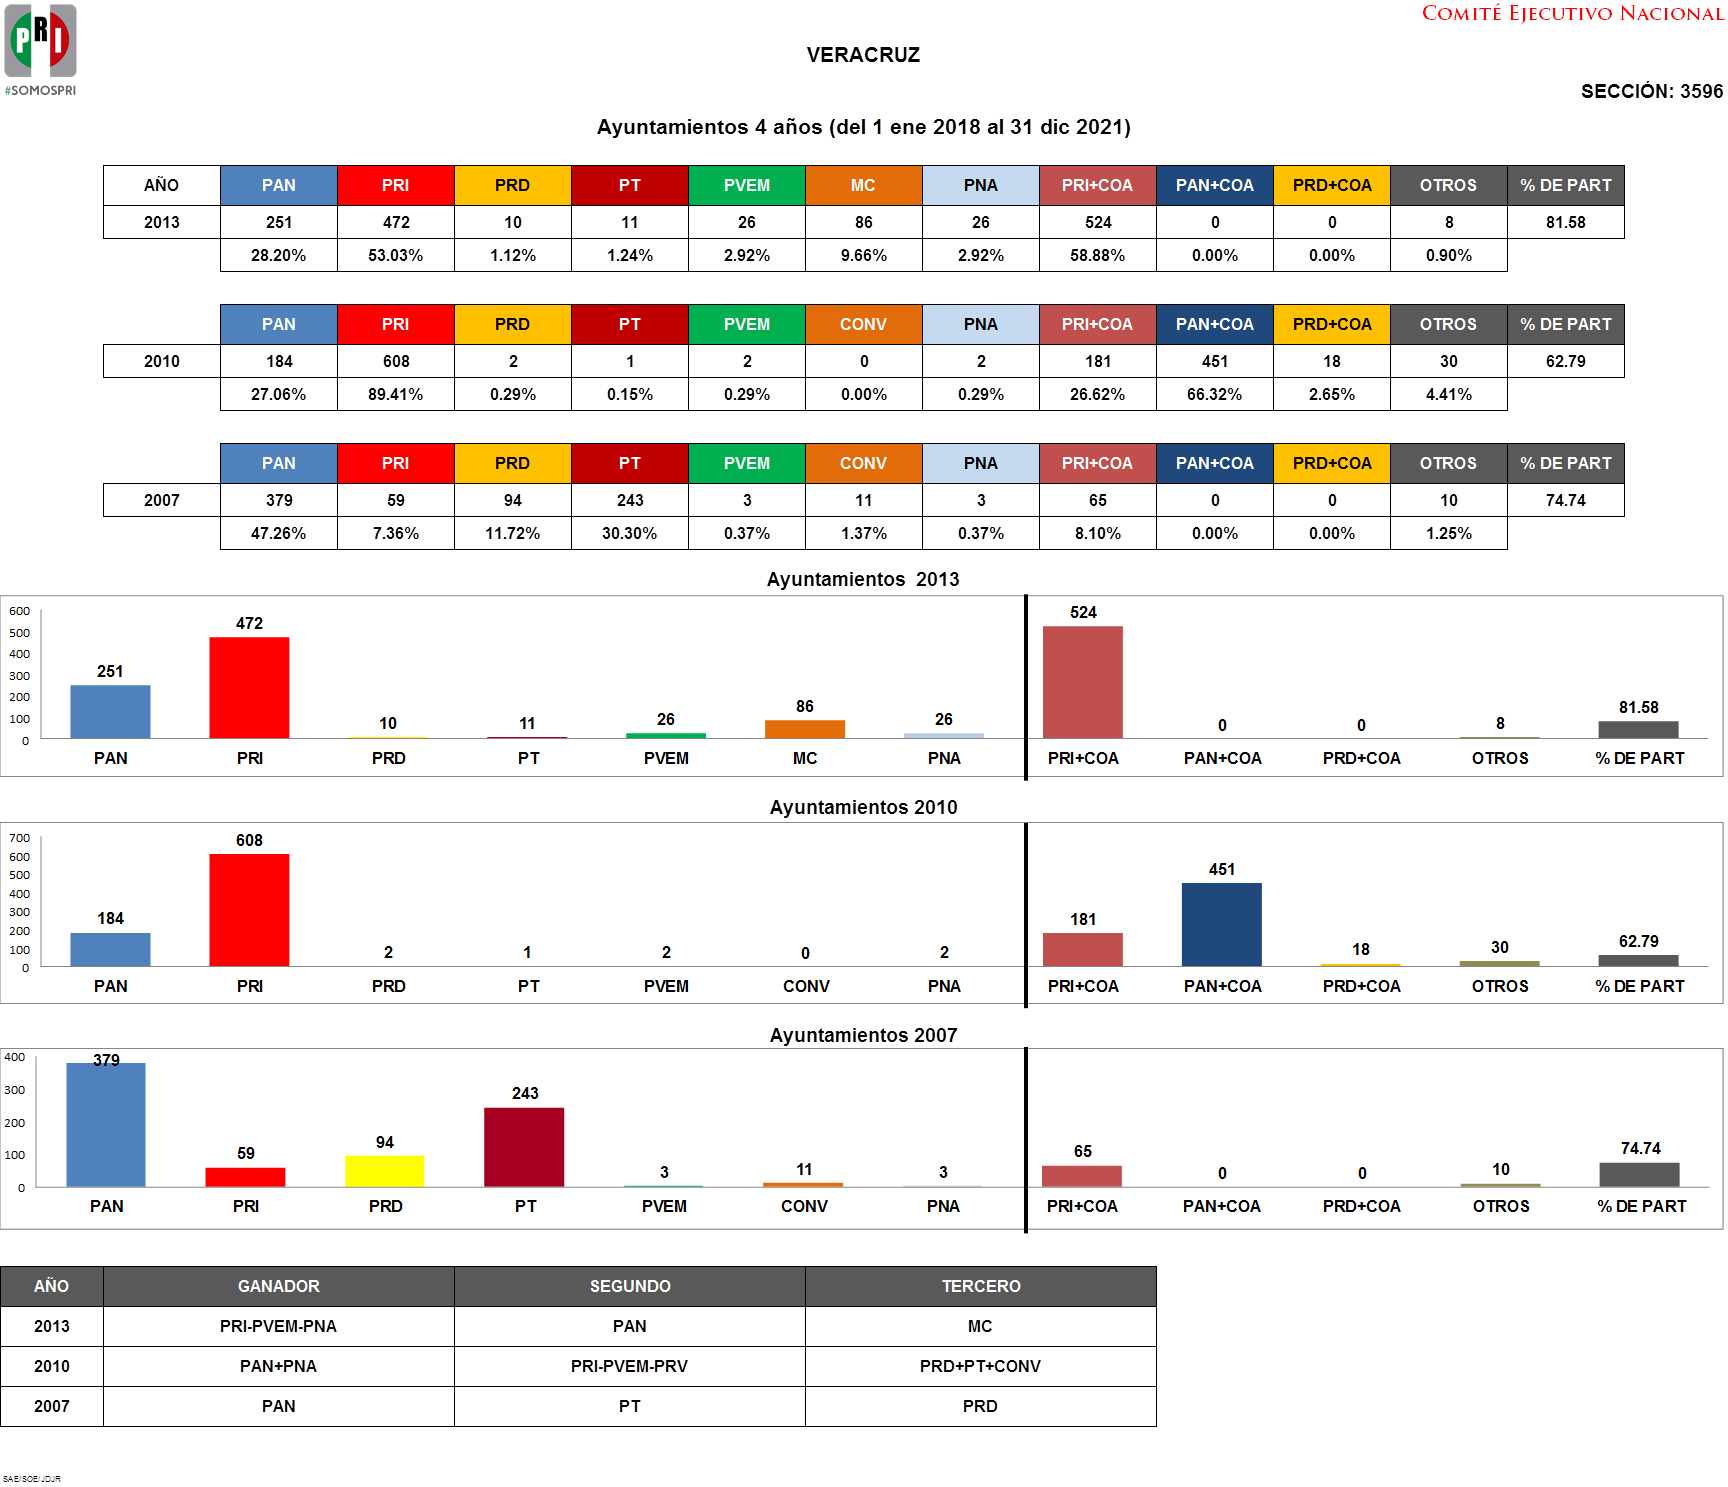 PRI
COMITÉ EJECUTIVO NACIONAL
#SOMOSPRI
VERACRUZ
SECCIÓN: 3596
Ayuntamientos 4 años (del 1 ene 2018 al 31 dic 2021)
AÑO PAN PRI PRD PT PVEM MC PNA PRI+COA PAN+COA PRD+COA OTROS % DE PART
2013 251 472 10 11 26 86 26 524 0 0 8 81.58
28.20% 53.03% 1.12% 1.24% 2.92% 9.66% 2.92% 58.88% 0.00% 0.00% 0.90%
PAN PRI PRD PT PVEM CONV PNA PRI+COA PAN+COA PRD+COA OTROS % DE PART
2010 184 608 2 1 2 0 2 181 451 18 30 62.79
27.06% 89.41% 0.29% 0.15% 0.29% 0.00% 0.29% 26.62% 66.32% 2.65% 4.41%
PAN PRI PRD PT PVEM CONV PNA PRI+COA PAN+COA PRD+COA OTROS % DE PART
2007 379 59 94 243 3 11 3 65 0 0 10 74.74
47.26% 7.36% 11.72% 30.30% 0.37% 1.37% 0.37% 8.10% 0.00% 0.00% 1.25%
Ayuntamientos 2013
600
500
400
300
200
100
0
251 472 10 11 26 86 26 524 0 0 8 81.58
PAN PRI PRD PT PVEM MC PNA PRI+COA PAN+COA PRD+COA OTROS % DE PART
Ayuntamientos 2010
700
600
500
400
300
200
100
0
184 608 2 1 2 0 2 181 451 18 30 62.79
PAN PRI PRD PT PVEM CONV PNA PRI+COA PAN+COA PRD+COA OTROS % DE PART
Ayuntamientos 2007
400
300
200
100
0
379 59 94 243 3 11 3 65 0 0 10 74.74
PAN PRI PRD PT PVEM CONV PNA PRI+COA PAN+COA PRD+COA OTROS % DE PART
AÑO GANADOR SEGUNDO TERCERO
2013 PRI-PVEM-PNA PAN MC
2010 PAN+PNA PRI-PVEM-PRV PRD+PT+CONV
2007 PAN PT PRD
SAE/SOE/JDJR